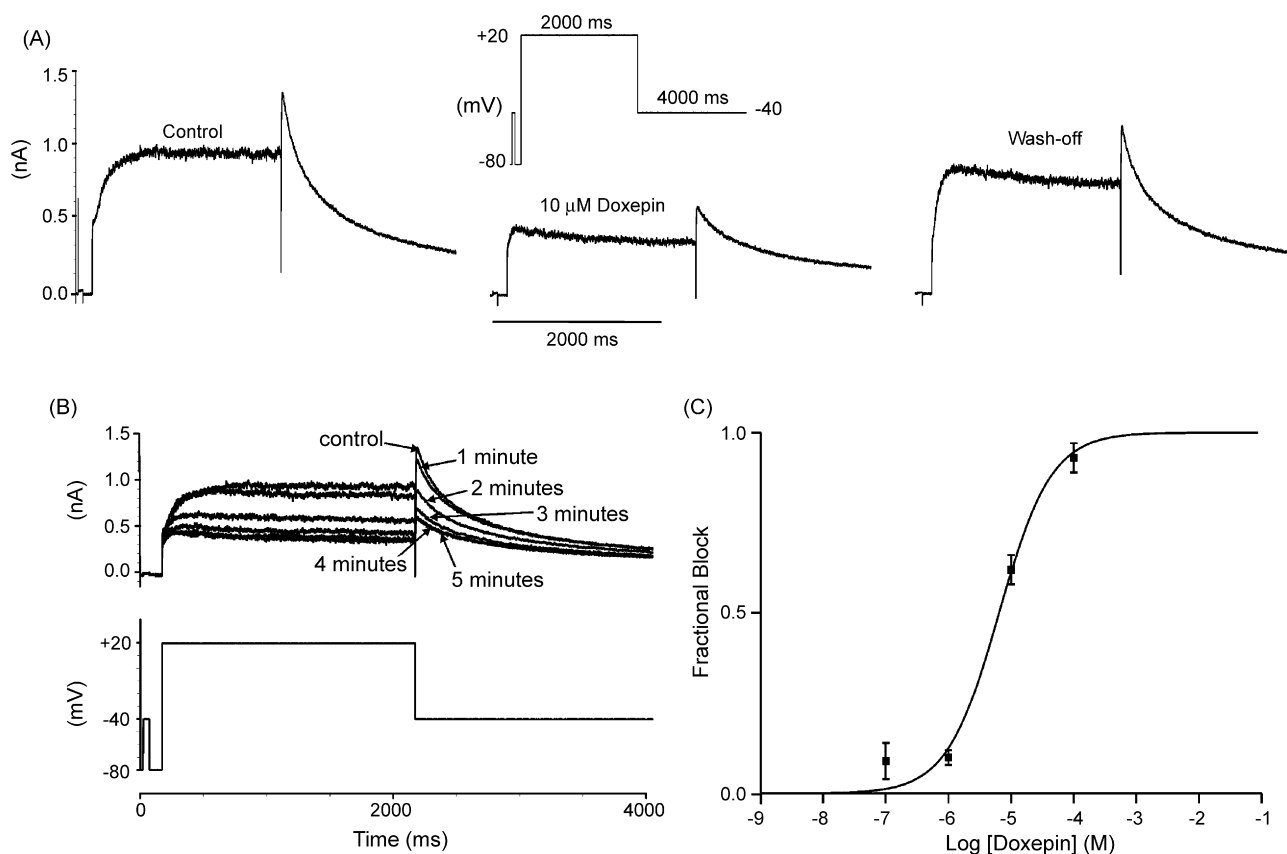 (A)
1.5
1.0
0.5
0.0
(nA)
Control
2000 ms
+20
(mV)
-80
4000 ms
-40
10 μM Doxepin
2000 ms
Wash-off
(B)
1.5
1.0
0.5
0.0
(nA)
control
1 minute
2 minutes
3 minutes
4 minutes
5 minutes
+20
-40
-80
(mV)
0
2000
4000
Time (ms)
(C)
1.0
0.5
0.0
Fractional Block
-9
-8
-7
-6
-5
-4
-3
-2
-1
Log [Doxepin] (M)